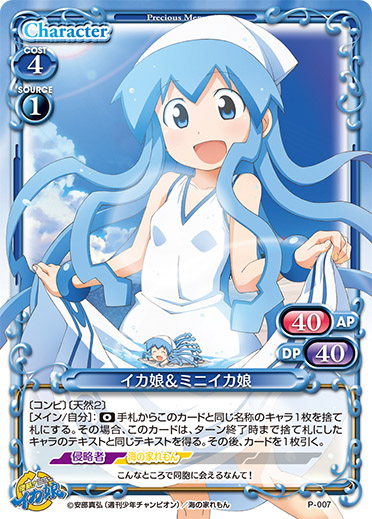 Precious Mem
Character
COST
4
SOURCE
1
40 AP
DP 40
イカ娘&ミニイカ娘
〔コンビ〕〔天然2〕
[メイン/自分]:手札からこのカードと同じ名称のキャラ1枚を捨て
札にする。その場合、このカードは、ターン終了時まで捨て札にした
キャラのテキストと同じテキストを得る。その後、カードを1枚引く。
侵略者 海の家れもん
こんなところで同胞に会えるなんて!
イカ娘
©安部真弘(週刊少年チャンピオン)/海の家れもん
P-007